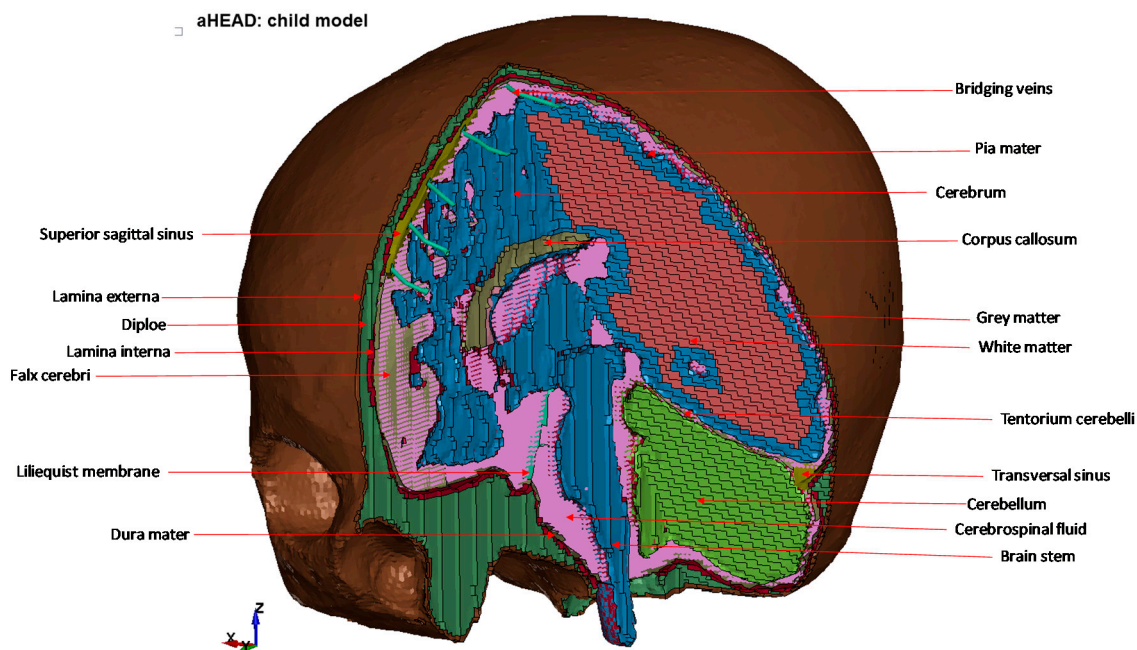 aHEAD: child model
Bridging veins
Pia mater
Cerebrum
Superior sagittal sinus
Corpus callosum
Lamina externa
Diploe
Grey matter
Lamina interna
White matter
Falx cerebri
Tentorium cerebelli
Liliequist membrane
Transversal sinus
Cerebellum
Dura mater
Cerebrospinal fluid
Brain stem
Z
X
Y